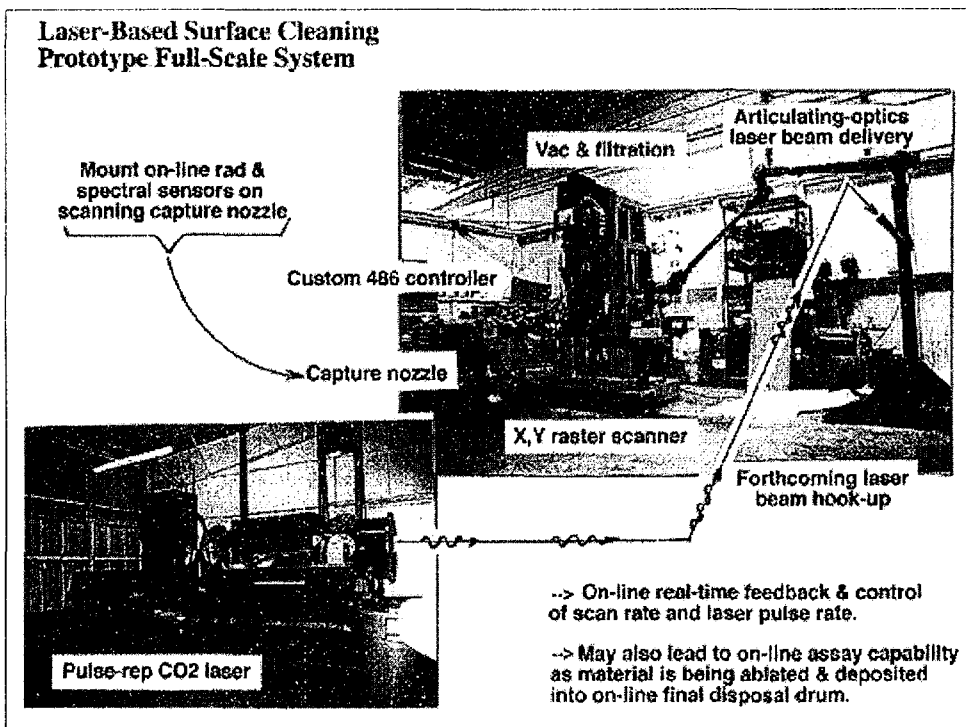 Laser-Based Surface Cleaning
Prototype Full-Scale System
Articulating-optics
laser beam delivery
Vac & filtration
Mount on-line rad &
spectral sensors on
scanning capture nozzle
Custom 486 controller
Capture nozzle
X,Y raster scanner
Forthcoming laser
beam hook-up
Pulse-rep CO2 laser
--> On-line real-time feedback & control
of scan rate and laser pulse rate.
--> May also lead to on-line assay capability
as material is being ablated & deposited
into on-line final disposal drum.